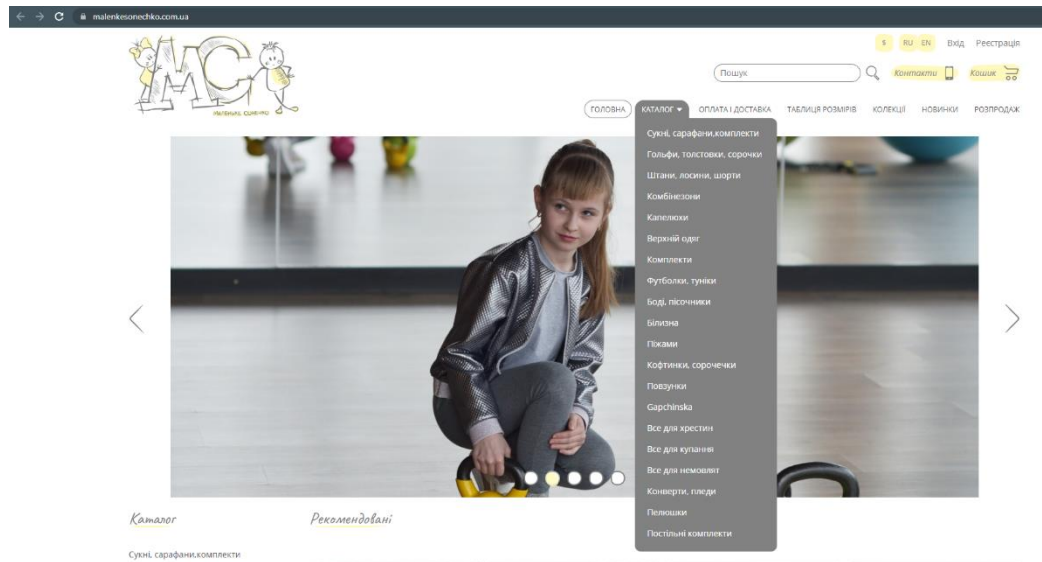 malenkesonechko.com.ua
МС
МАЛЕНЬКЕ СОНЕЧКО
$ RU EN Вхід Реєстрація
Пошук Контакти Кошик
ГОЛОВНА КАТАЛОГ ОПЛАТА І ДОСТАВКА ТАБЛИЦЯ РОЗМІРІВ КОЛЕКЦІЇ НОВИНКИ РОЗПРОДАЖ
Сукні, сарафани,комплекти
Гольфи, толстовки, сорочки
Штани, лосини, шорти
Комбінезони
Капелюхи
Верхній одяг
Комплекти
Футболки, туніки
Боді, пісочники
Білизна
Піжами
Кофтинки, сорочечки
Повзунки
Gapchinska
Все для хрестин
Все для купання
Все для немовлят
Конверти, пледи
Пелюшки
Постільні комплекти
Каталог Рекомендовані
Сукні, сарафани,комплекти